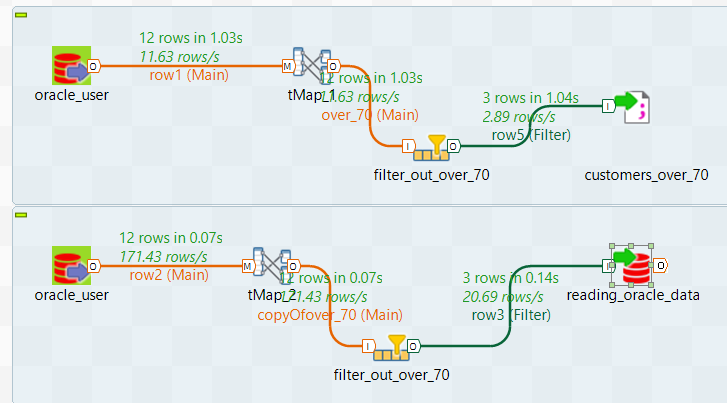 12 rows in 1.03s
11.63 rows/s
row1 (Main)
O
M
O
oracle_user
tMap_1
12 rows in 1.03s
11.63 rows/s
over_70 (Main)
I
O
filter_out_over_70
3 rows in 1.04s
2.89 rows/s
row5 (Filter)
I
;
customers_over_70
12 rows in 0.07s
171.43 rows/s
row2 (Main)
O
M
O
oracle_user
tMap_2
12 rows in 0.07s
171.43 rows/s
copyOfover_70 (Main)
I
O
filter_out_over_70
3 rows in 0.14s
20.69 rows/s
row3 (Filter)
I
O
reading_oracle_data